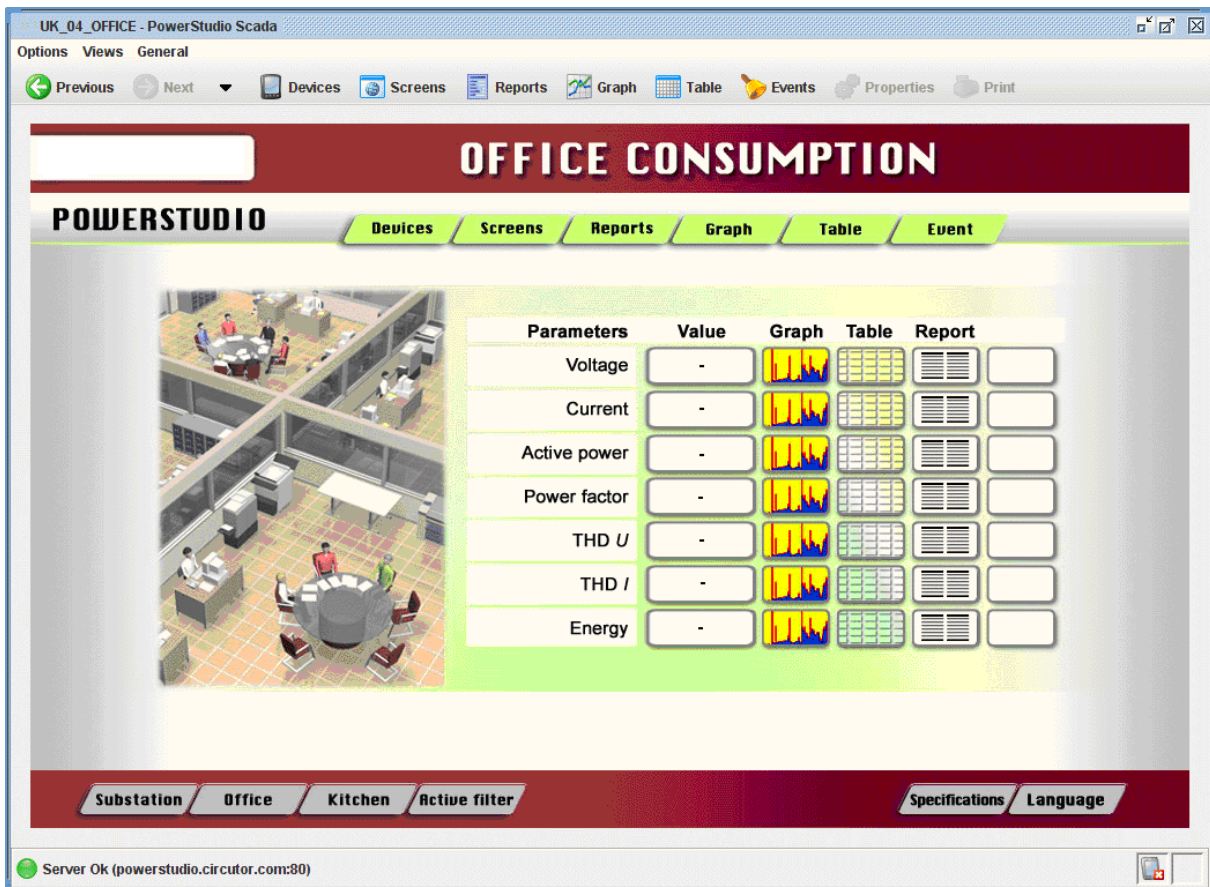 UK_04_OFFICE - PowerStudio Scada
Options Views General
Previous Next Devices Screens Reports Graph Table Events Properties Print
OFFICE CONSUMPTION
POWERSTUDIO
Devices Screens Reports Graph Table Event
Parameters Value Graph Table Report
Voltage -
Current -
Active power -
Power factor -
THD U -
THD I -
Energy -
Substation Office Kitchen Active filter Specifications Language
Server Ok (powerstudio.circutor.com:80)